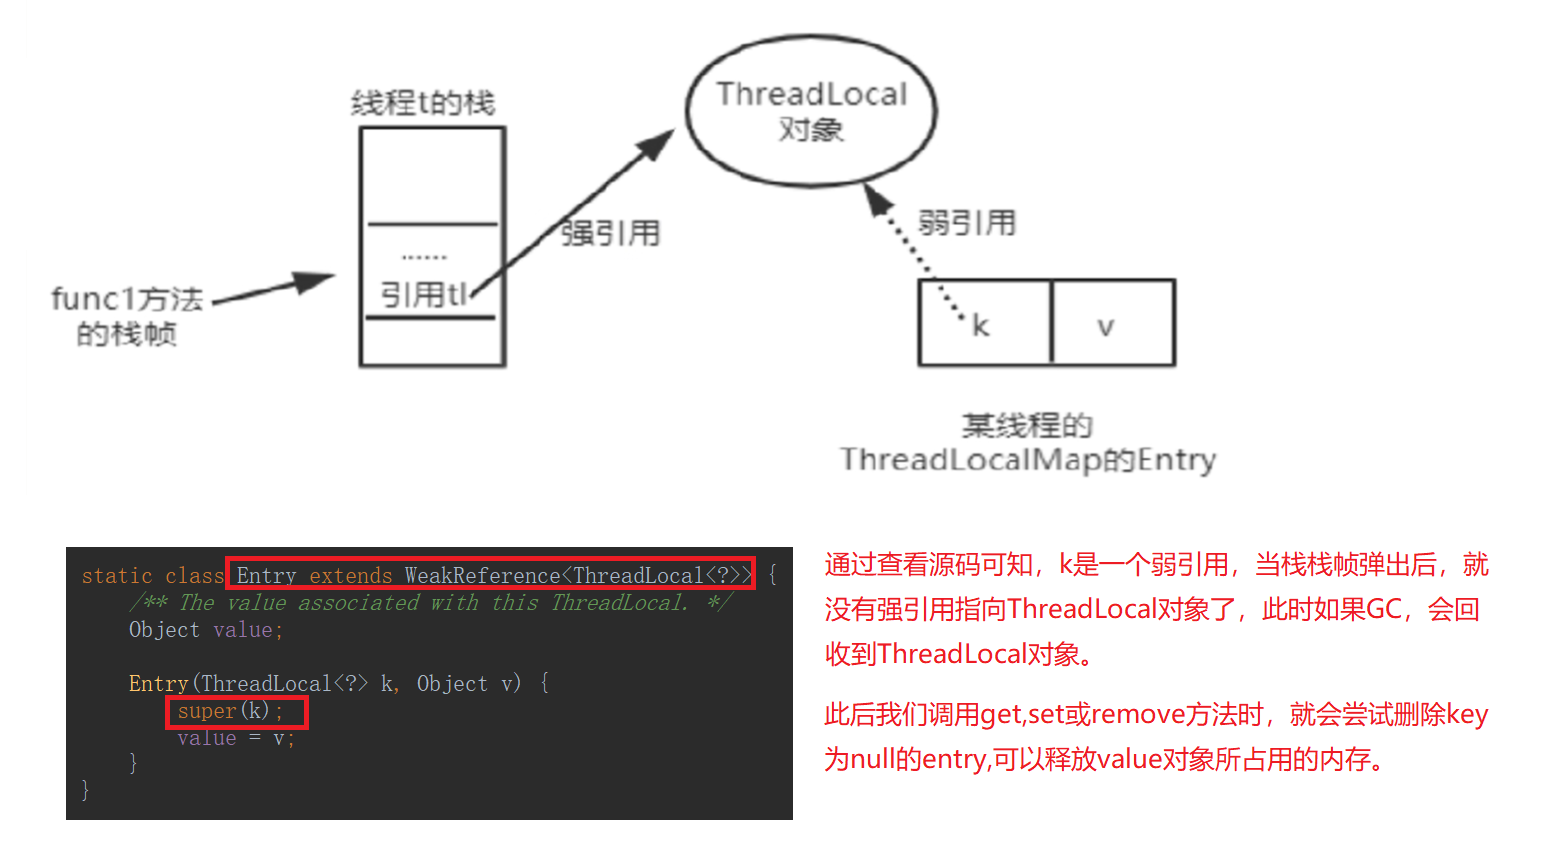 线程t的栈
ThreadLocal
对象
强引用
弱引用
......
引用tl
func1方法
的栈帧
k
v
某线程的
ThreadLocalMap的Entry
static class Entry extends WeakReference<ThreadLocal<?>> {
/** The value associated with this ThreadLocal. */
Object value;
Entry(ThreadLocal<?> k, Object v) {
super(k);
value = v;
}
}
通过查看源码可知，k是一个弱引用，当栈栈帧弹出后，就
没有强引用指向ThreadLocal对象了，此时如果GC，会回
收到ThreadLocal对象。
此后我们调用get,set或remove方法时，就会尝试删除key
为null的entry,可以释放value对象所占用的内存。